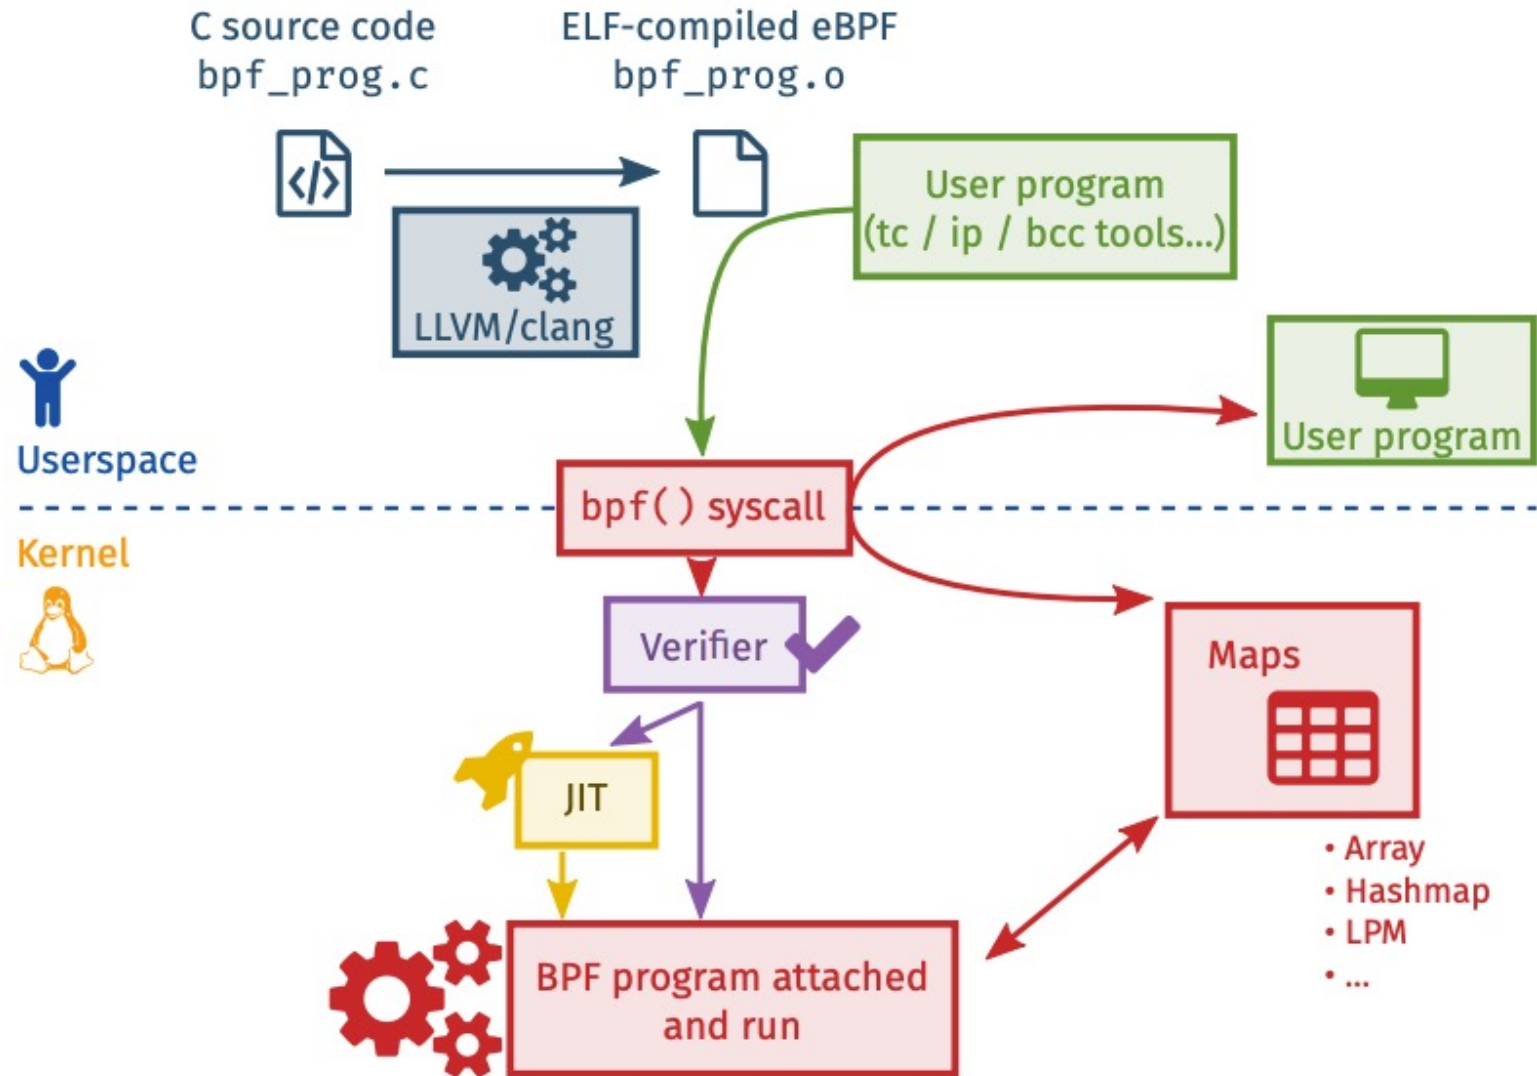 C source code
bpf_prog.c
ELF-compiled eBPF
bpf_prog.o
</>
LLVM/clang
User program
(tc / ip / bcc tools...)
User program
Userspace
bpf() syscall
Kernel
Verifier
Maps
JIT
• Array
• Hashmap
• LPM
• ...
BPF program attached
and run